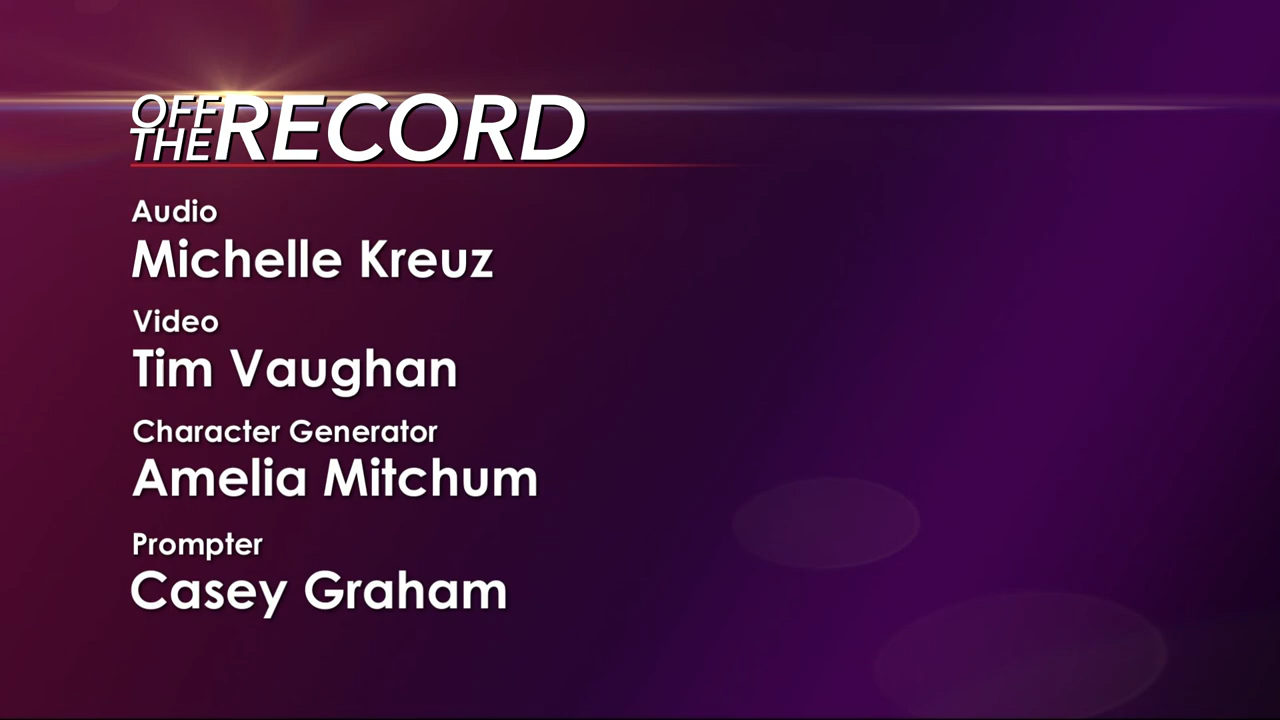 OFF THE RECORD
Audio
Michelle Kreuz
Video
Tim Vaughan
Character Generator
Amelia Mitchum
Prompter
Casey Graham